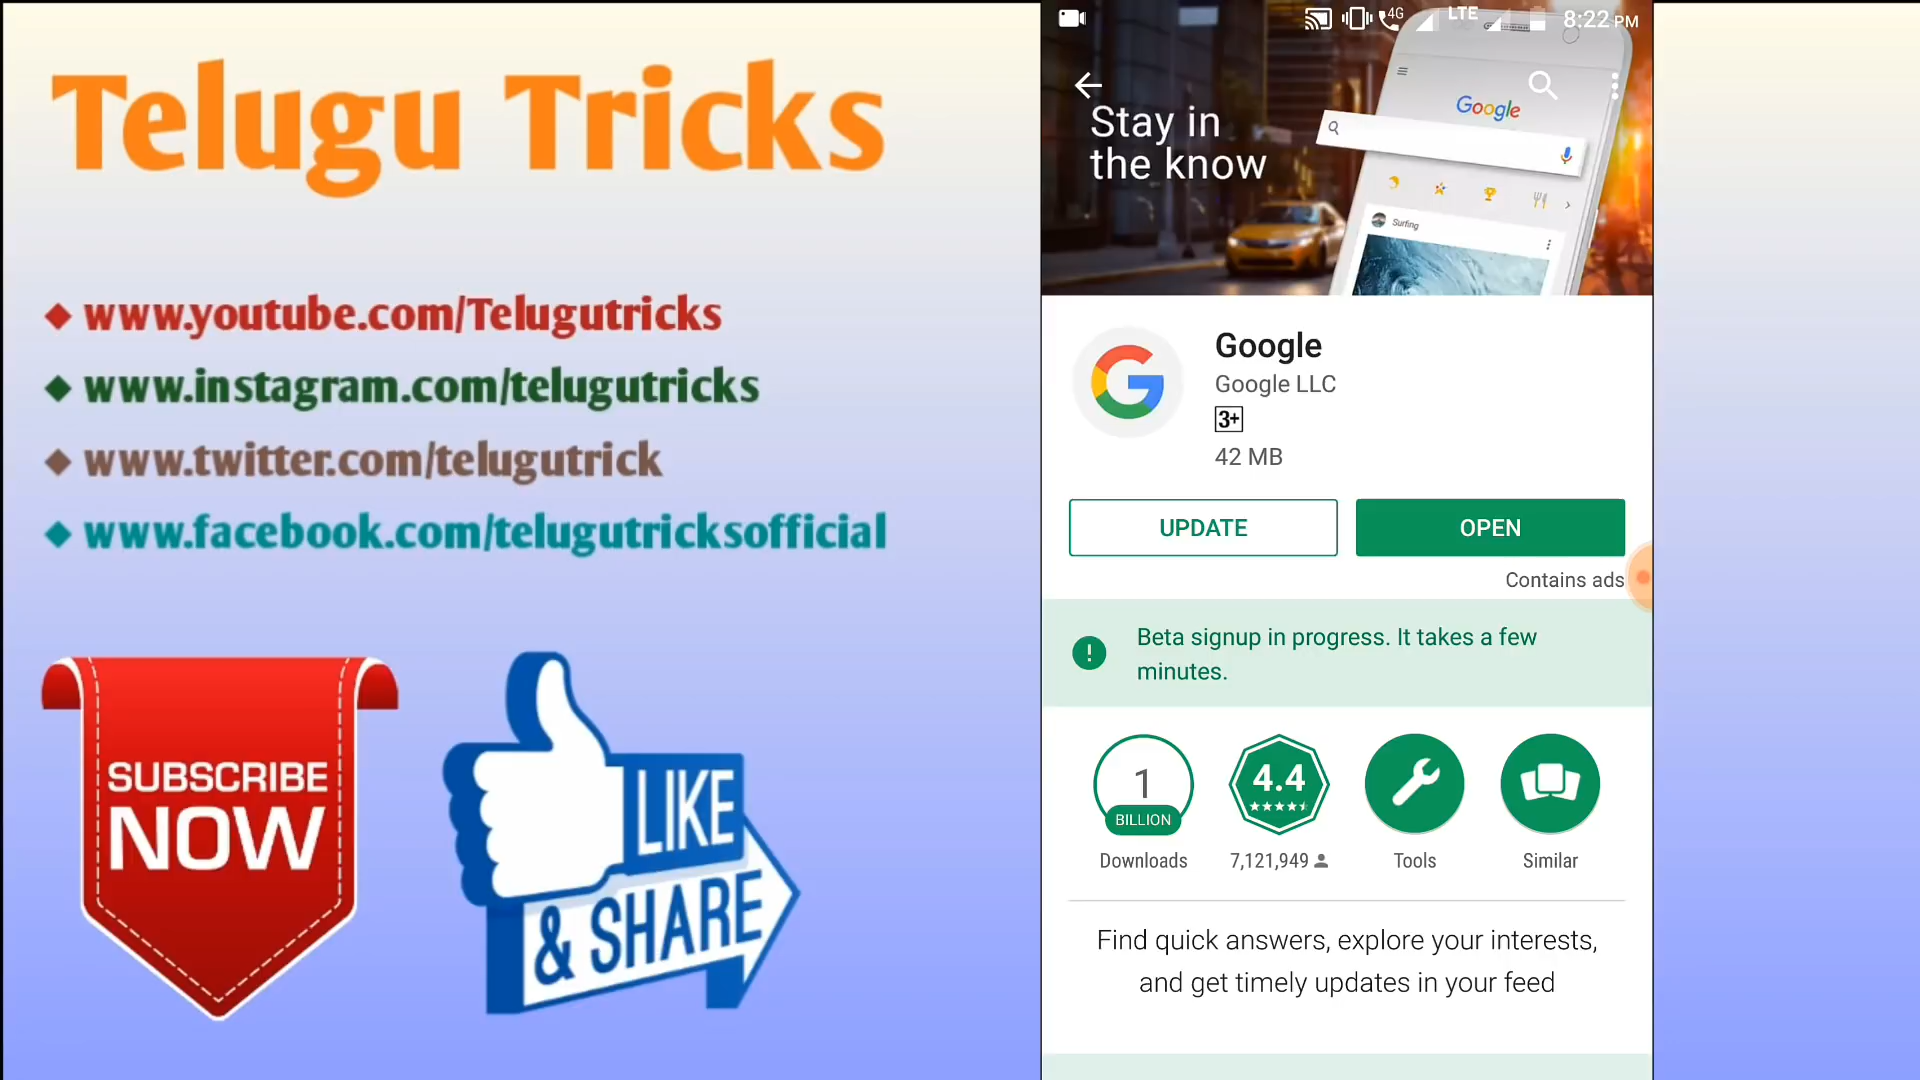 Telugu Tricks
www.youtube.com/Telugutricks
www.instagram.com/telugutricks
www.twitter.com/telugutrick
www.facebook.com/telugutricksofficial
SUBSCRIBE
NOW
LIKE
& SHARE
4G
LTE
8:22 PM
Stay in
the know
Google
Surfing
Google
Google LLC
3+
42 MB
UPDATE
OPEN
Contains ads
Beta signup in progress. It takes a few
minutes.
1
BILLION
Downloads
4.4
7,121,949
Tools
Similar
Find quick answers, explore your interests,
and get timely updates in your feed